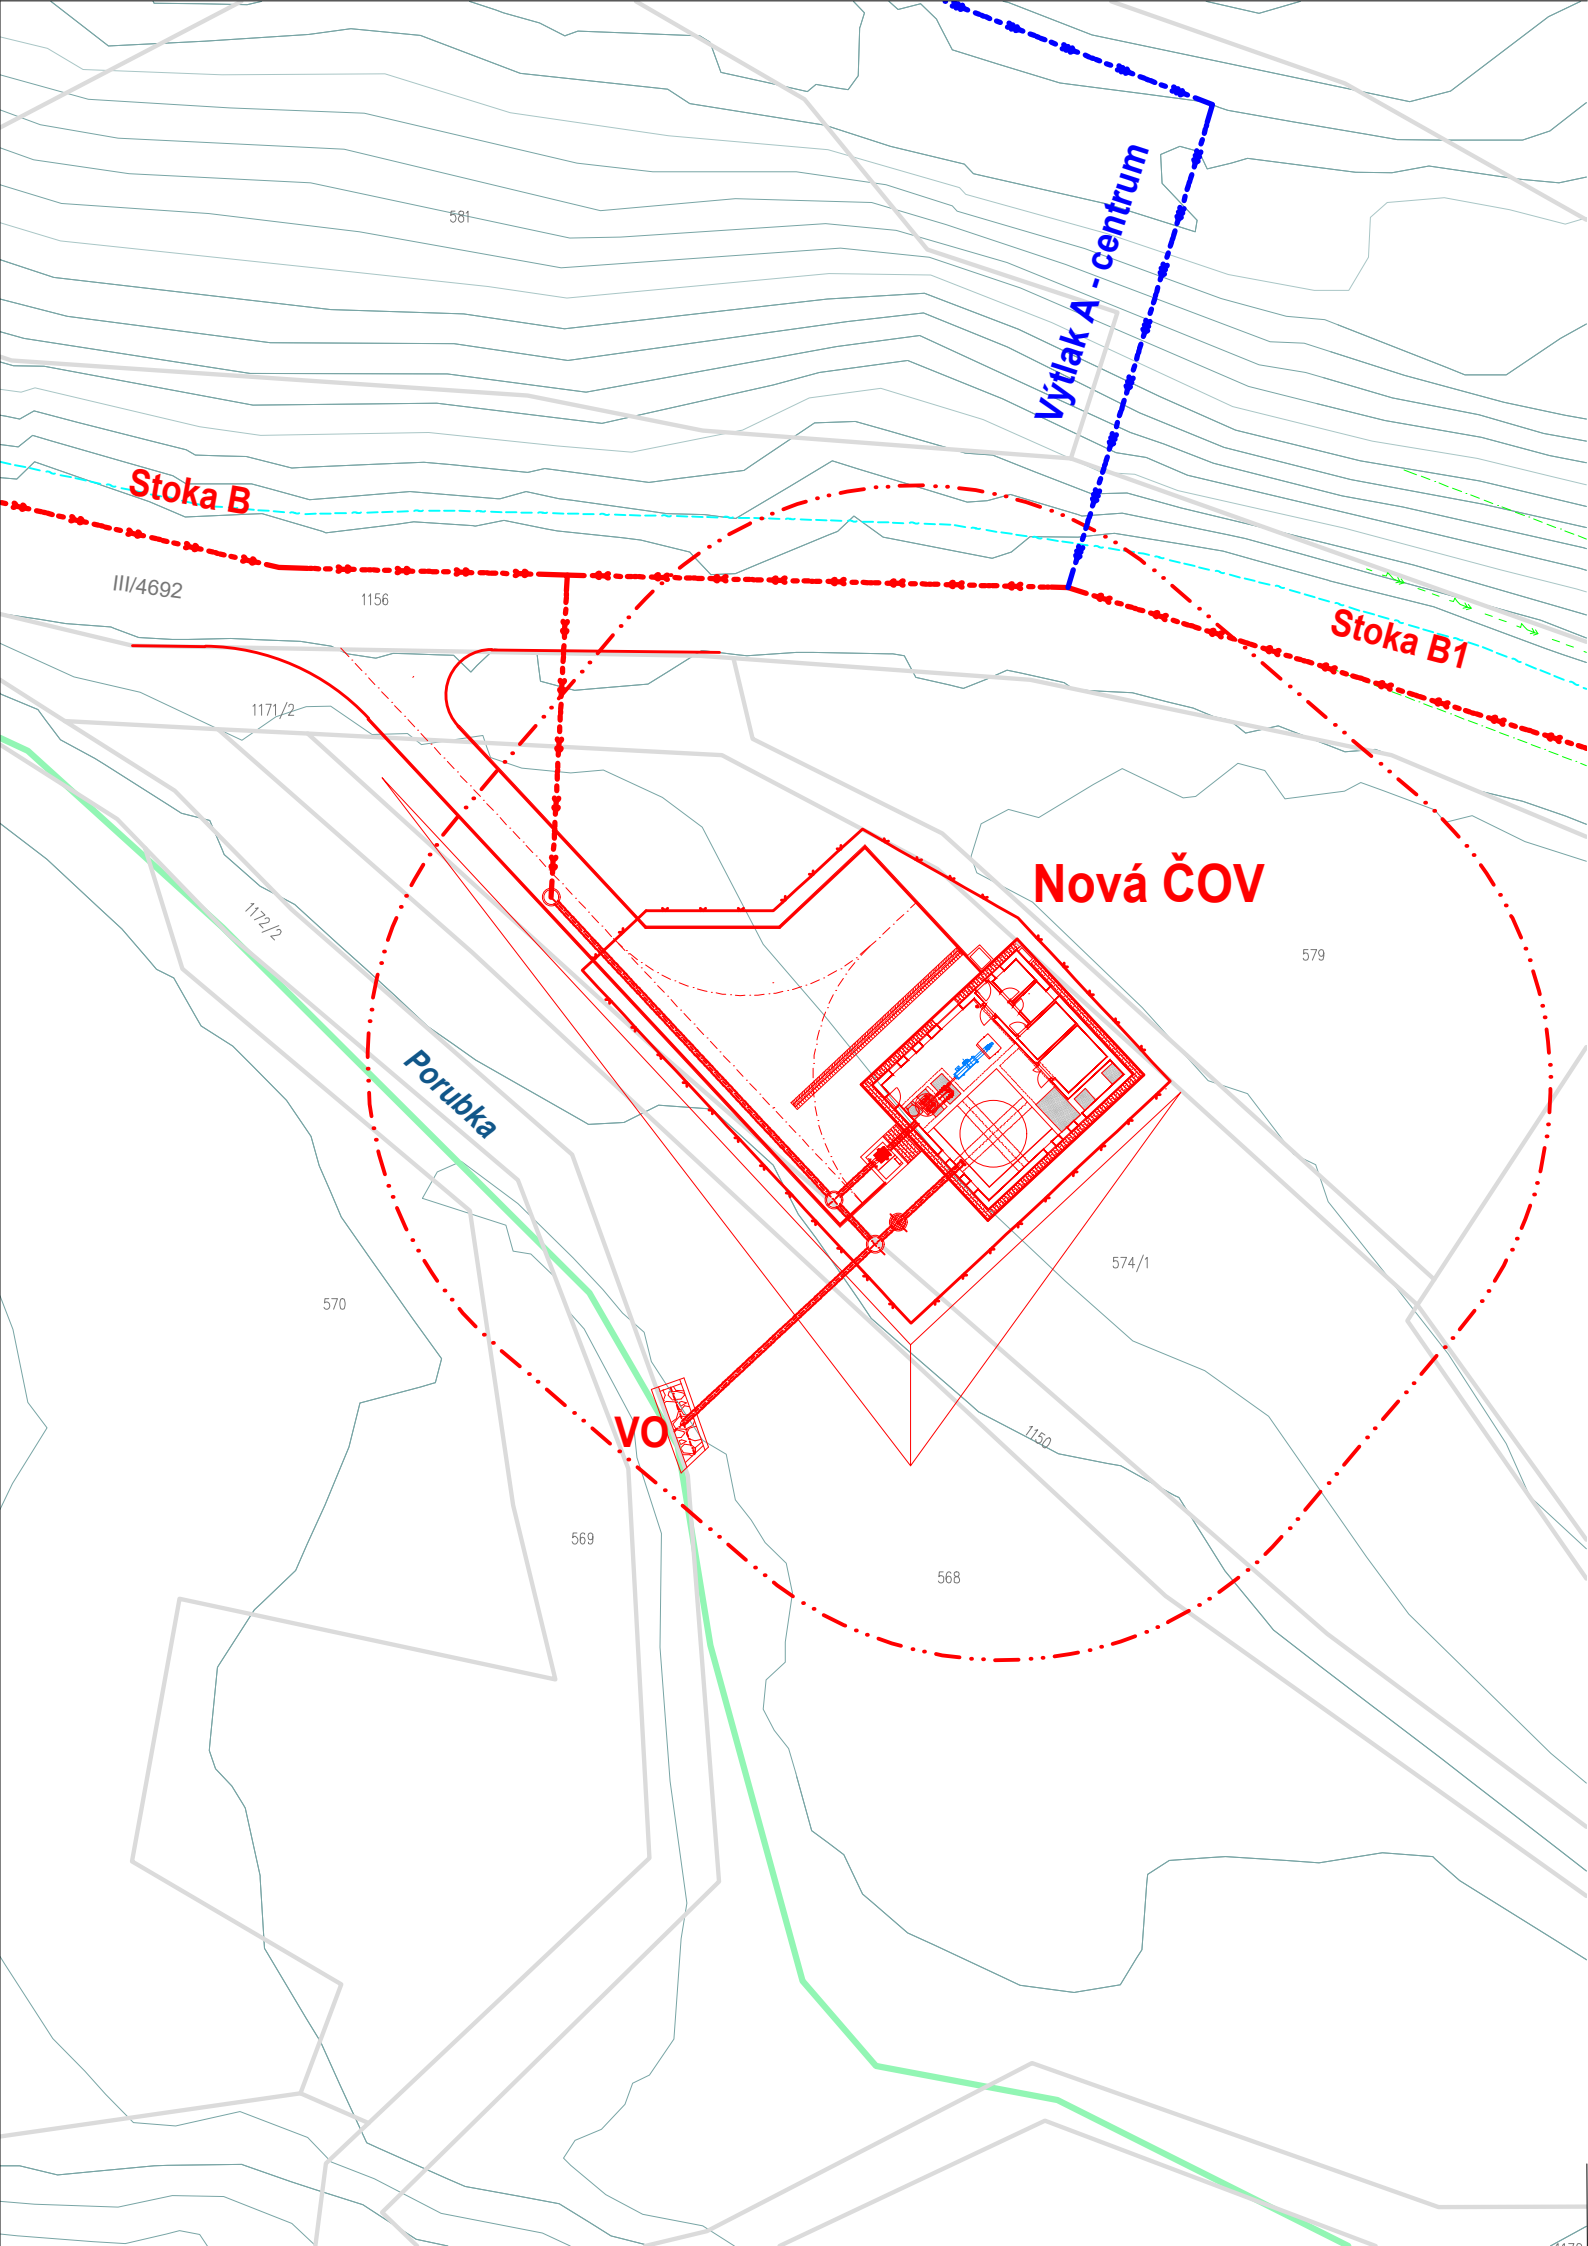 Výtlak A - centrum
581
Stoka B
III/4692
1156
Stoka B1
1171/2
Nová ČOV
1172/2
579
Porubka
574/1
570
VO
1150
569
568